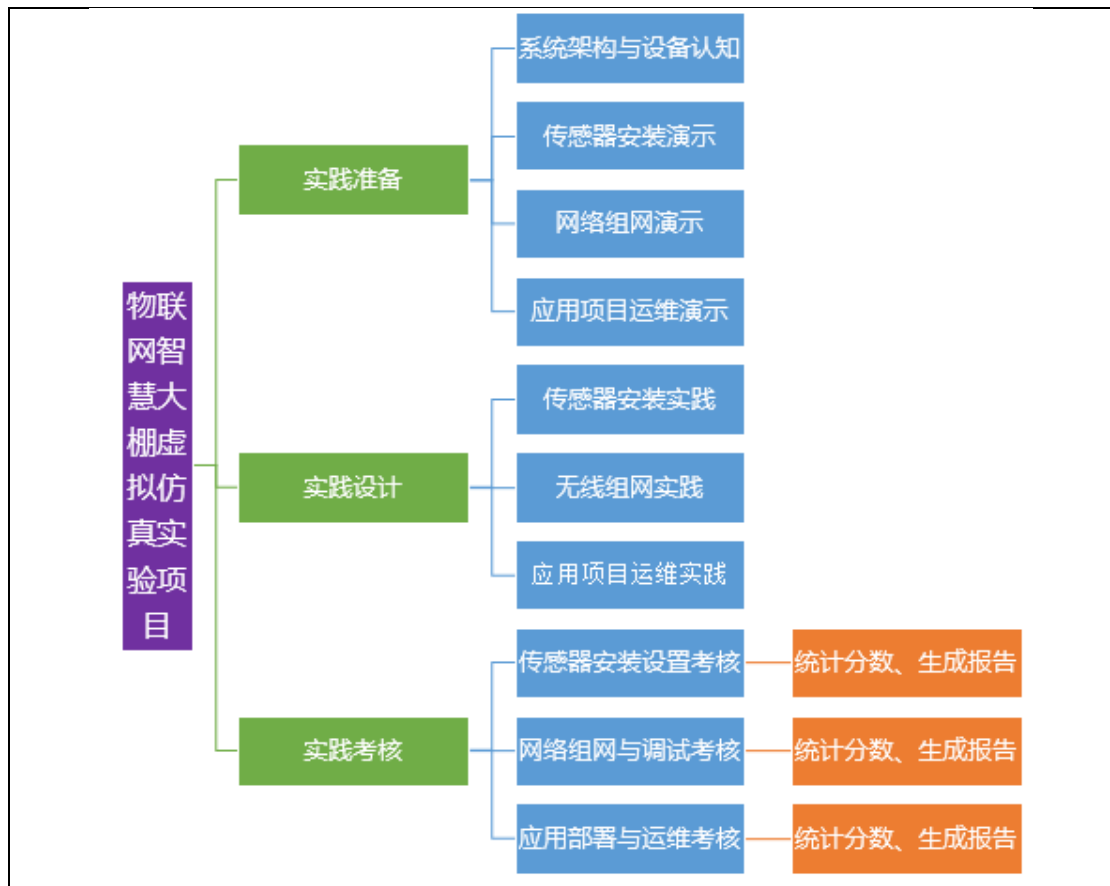 物联
网智
慧大
棚虚
拟仿
真实
验项
目
实践准备
系统架构与设备认知
传感器安装演示
网络组网演示
应用项目运维演示
实践设计
传感器安装实践
无线组网实践
应用项目运维实践
实践考核
传感器安装设置考核
统计分数、生成报告
网络组网与调试考核
统计分数、生成报告
应用部署与运维考核
统计分数、生成报告